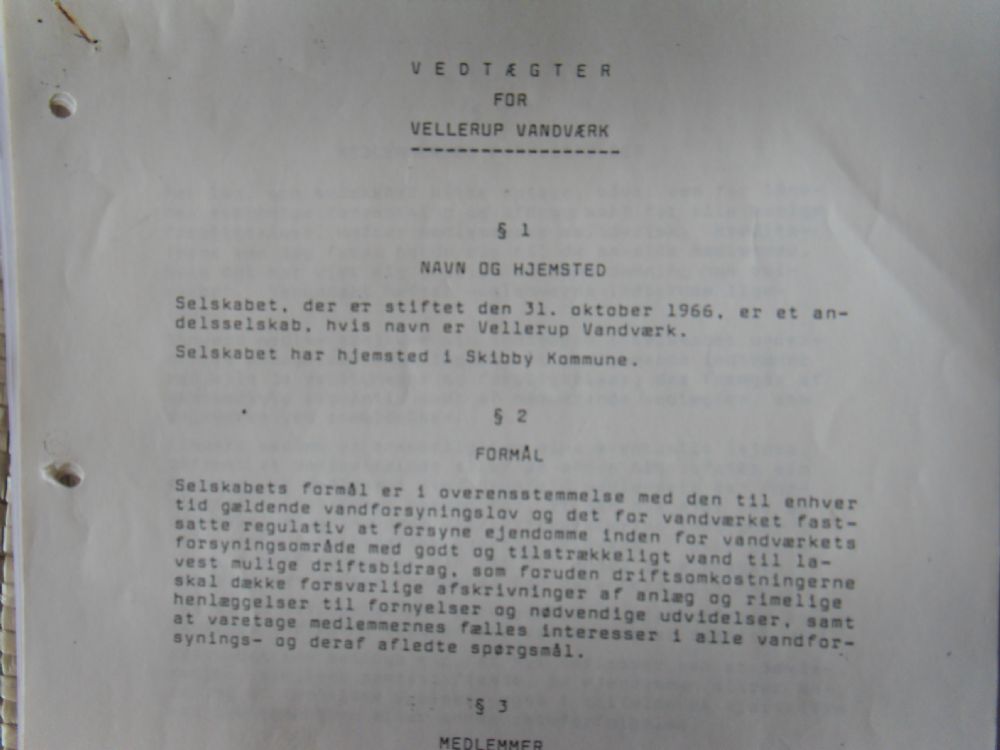 VEDTÆGTER
FOR
VELLERUP VANDVÆRK
§ 1
NAVN OG HJEMSTED
Selskabet, der er stiftet den 31. oktober 1966, er et an-
delsselskab, hvis navn er Vellerup Vandværk.
Selskabet har hjemsted i Skibby Kommune.
§ 2
FORMÅL
Selskabets formål er i overensstemmelse med den til enhver
tid gældende vandforsyningslov og det for vandværket fast-
satte regulativ at forsyne ejendomme inden for vandværkets
forsyningsområde med godt og tilstrækkeligt vand til la-
vest mulige driftsbidrag, som foruden driftsomkostningerne
skal dække forsvarlige afskrivninger af anlæg og rimelige
henlæggelser til fornyelser og nødvendige udvidelser, samt
at varetage medlemmernes fælles interesser i alle vandfor-
synings- og deraf afledte spørgsmål.
§ 3
MEDLEMMER